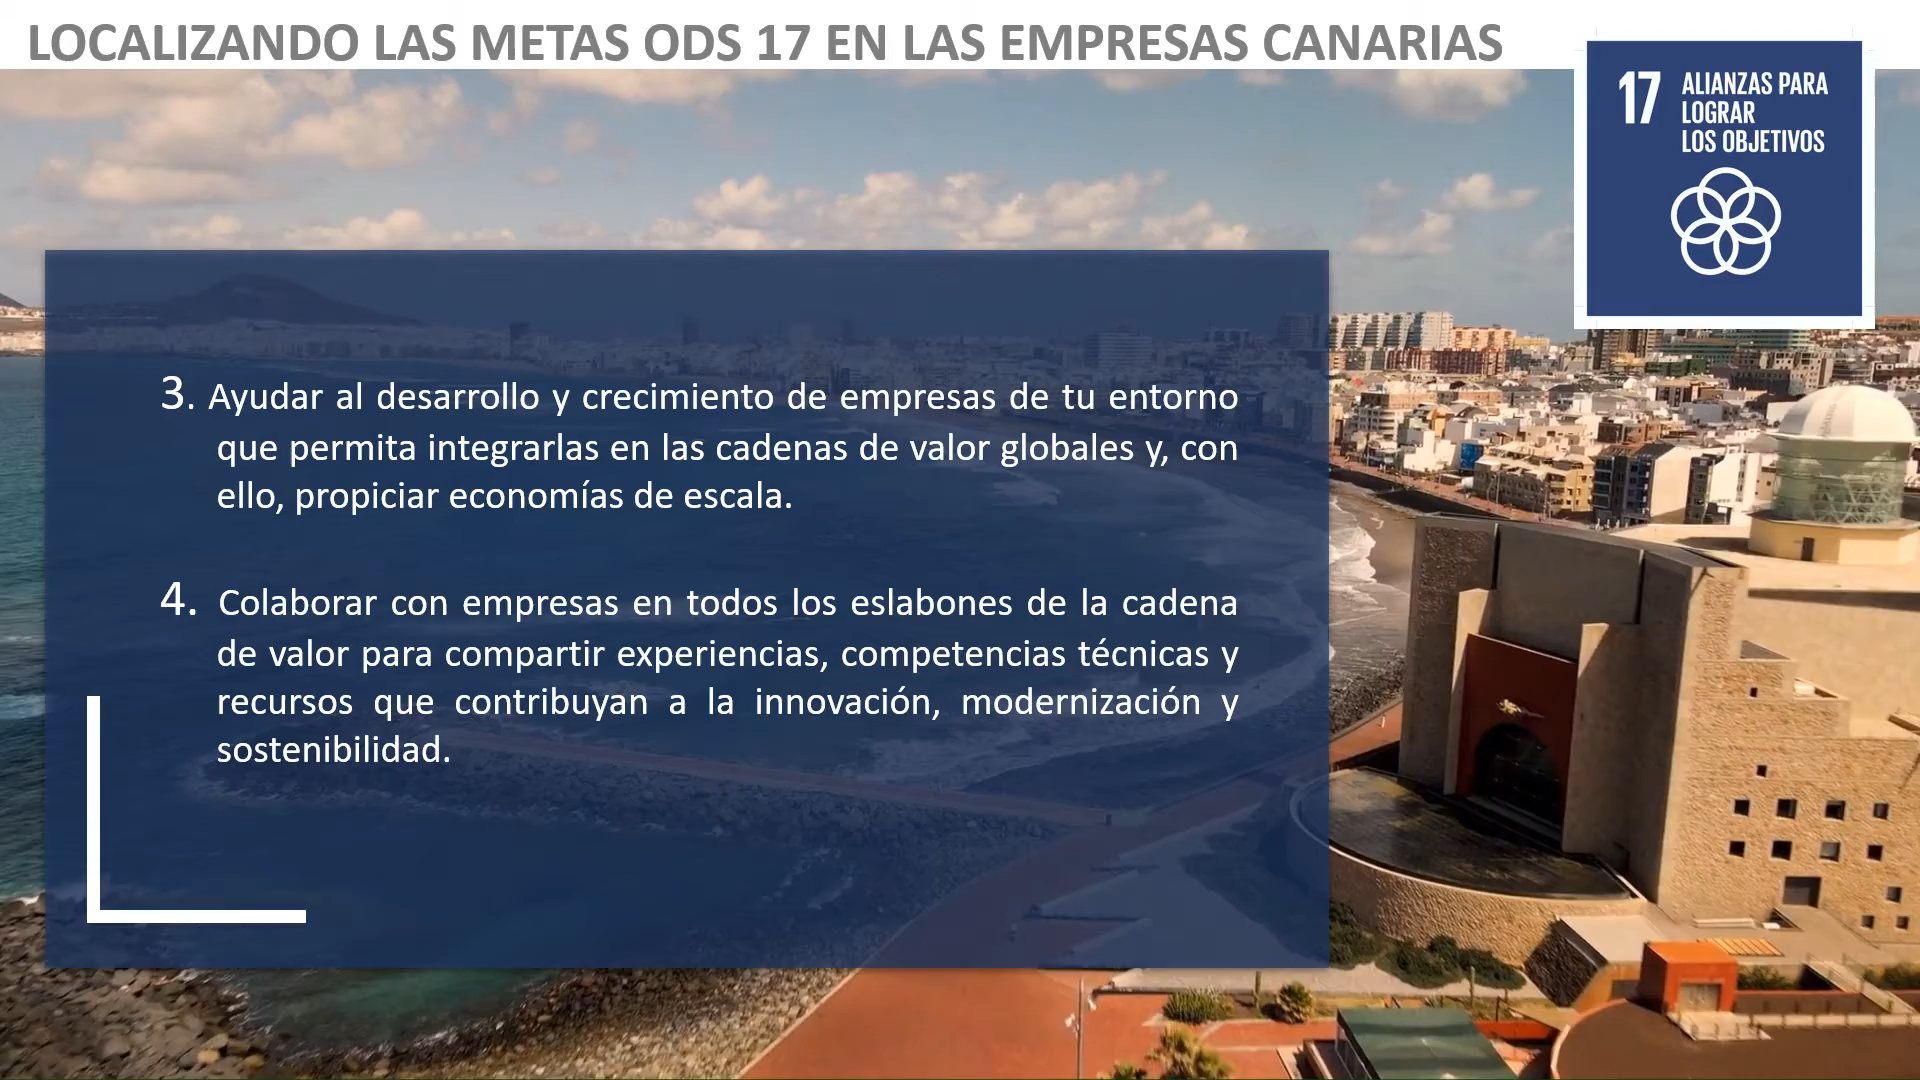 LOCALIZANDO LAS METAS ODS 17 EN LAS EMPRESAS CANARIAS
17 ALIANZAS PARA
LOGRAR
LOS OBJETIVOS
3. Ayudar al desarrollo y crecimiento de empresas de tu entorno
que permita integrarlas en las cadenas de valor globales y, con
ello, propiciar economías de escala.
4. Colaborar con empresas en todos los eslabones de la cadena
de valor para compartir experiencias, competencias técnicas y
recursos que contribuyan a la innovación, modernización y
sostenibilidad.